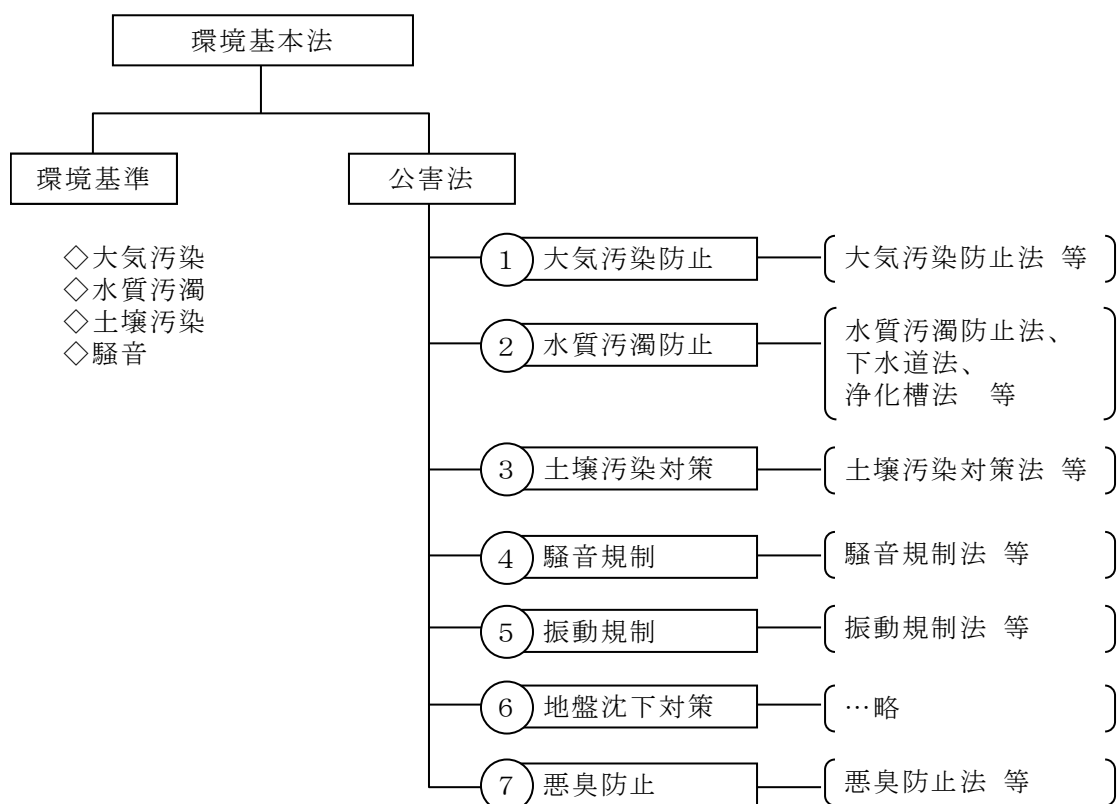 環境基本法
環境基準
公害法
◇大気汚染
◇水質汚濁
◇土壌汚染
◇騒音
1 大気汚染防止
大気汚染防止法 等
2 水質汚濁防止
水質汚濁防止法、
下水道法、
浄化槽法 等
3 土壌汚染対策
土壌汚染対策法 等
4 騒音規制
騒音規制法 等
5 振動規制
振動規制法 等
6 地盤沈下対策
…略
7 悪臭防止
悪臭防止法 等